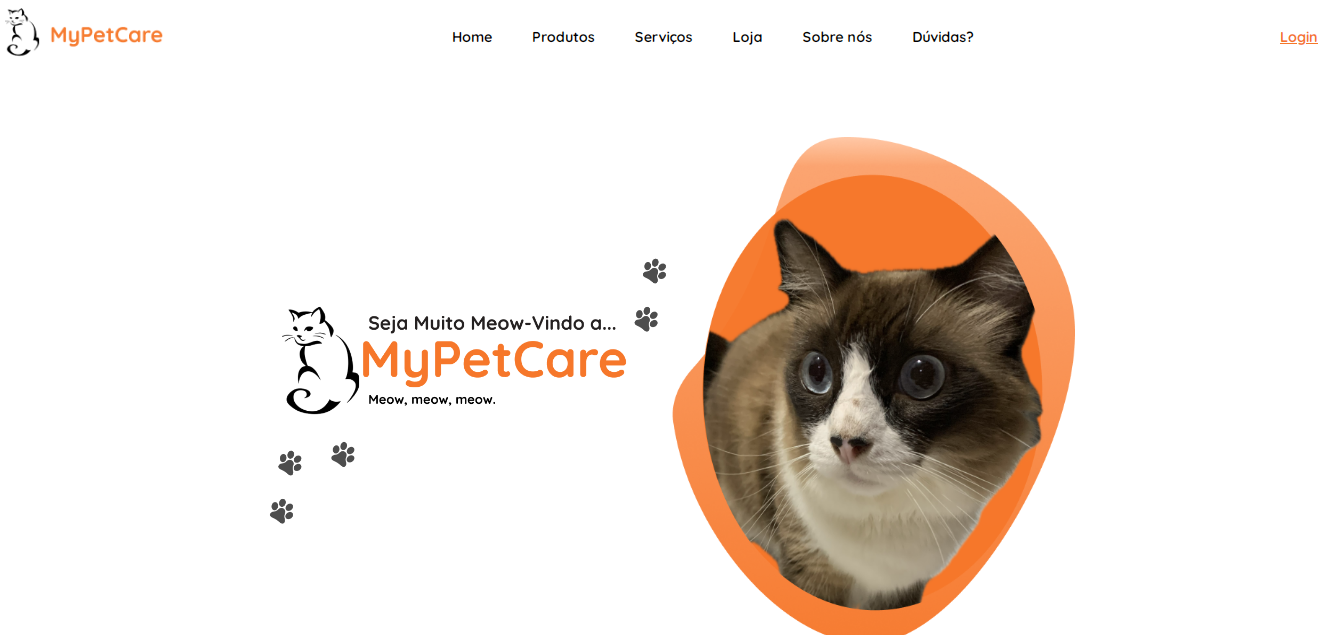 MyPetCare
Home
Produtos
Serviços
Loja
Sobre nós
Dúvidas?
Login
Seja Muito Meow-Vindo a...
MyPetCare
Meow, meow, meow.